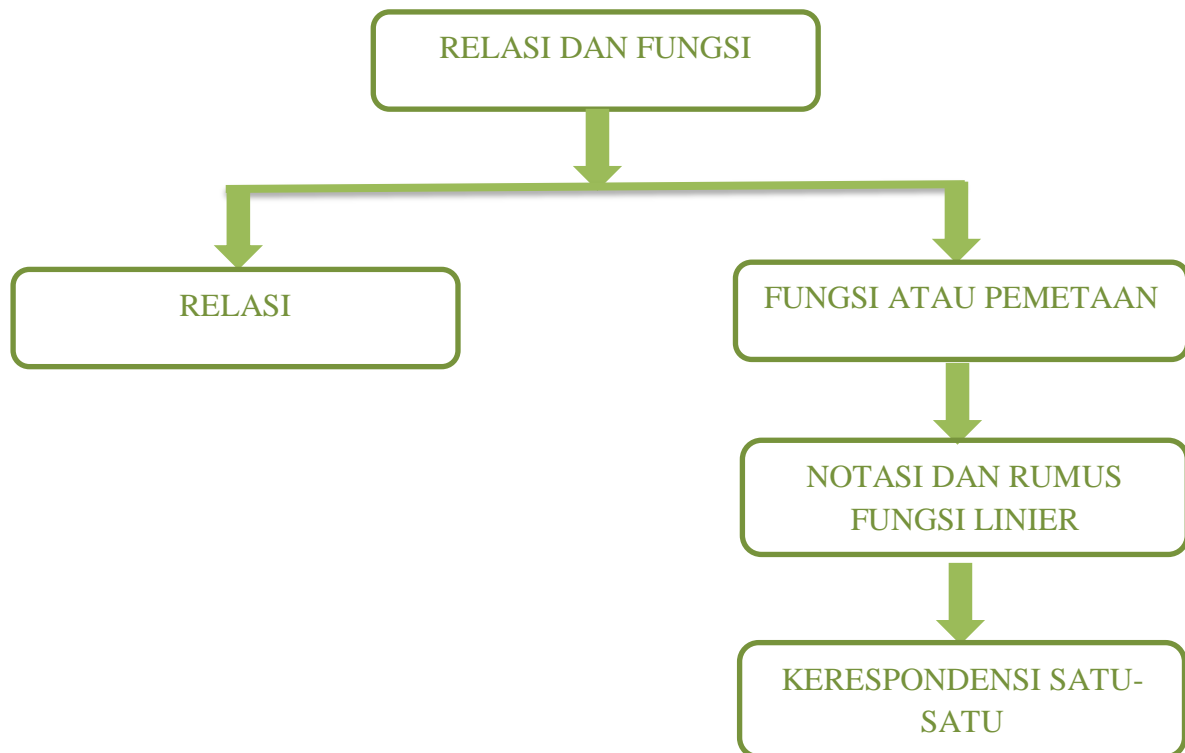 RELASI DAN FUNGSI
RELASI
FUNGSI ATAU PEMETAAN
NOTASI DAN RUMUS
FUNGSI LINIER
KERESPONDENSI SATU-
SATU